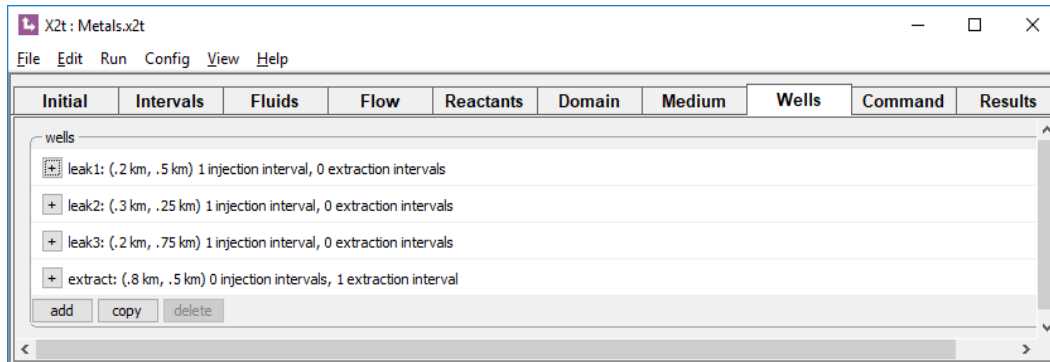 X2t : Metals.x2t
File Edit Run Config View Help
Initial Intervals Fluids Flow Reactants Domain Medium Wells Command Results
wells
+ leak1: (.2 km, .5 km) 1 injection interval, 0 extraction intervals
+ leak2: (.3 km, .25 km) 1 injection interval, 0 extraction intervals
+ leak3: (.2 km, .75 km) 1 injection interval, 0 extraction intervals
+ extract: (.8 km, .5 km) 0 injection intervals, 1 extraction interval
add copy delete